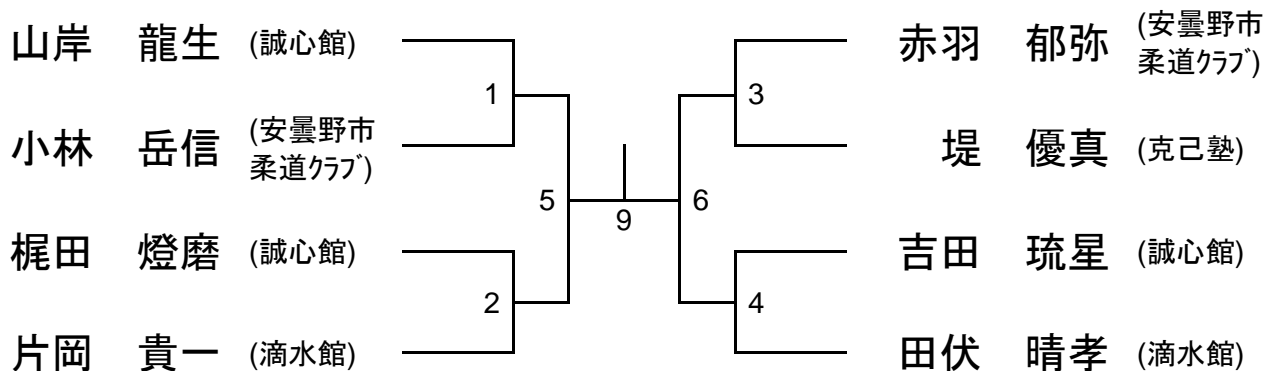 山岸 龍生 (誠心館)
1
小林 岳信 (安曇野市
柔道ｸﾗﾌﾞ)
5
梶田 燈磨 (誠心館)
2
片岡 貴一 (滴水館)
9
赤羽 郁弥 (安曇野市
柔道ｸﾗﾌﾞ)
3
堤 優真 (克己塾)
6
吉田 琉星 (誠心館)
4
田伏 晴孝 (滴水館)